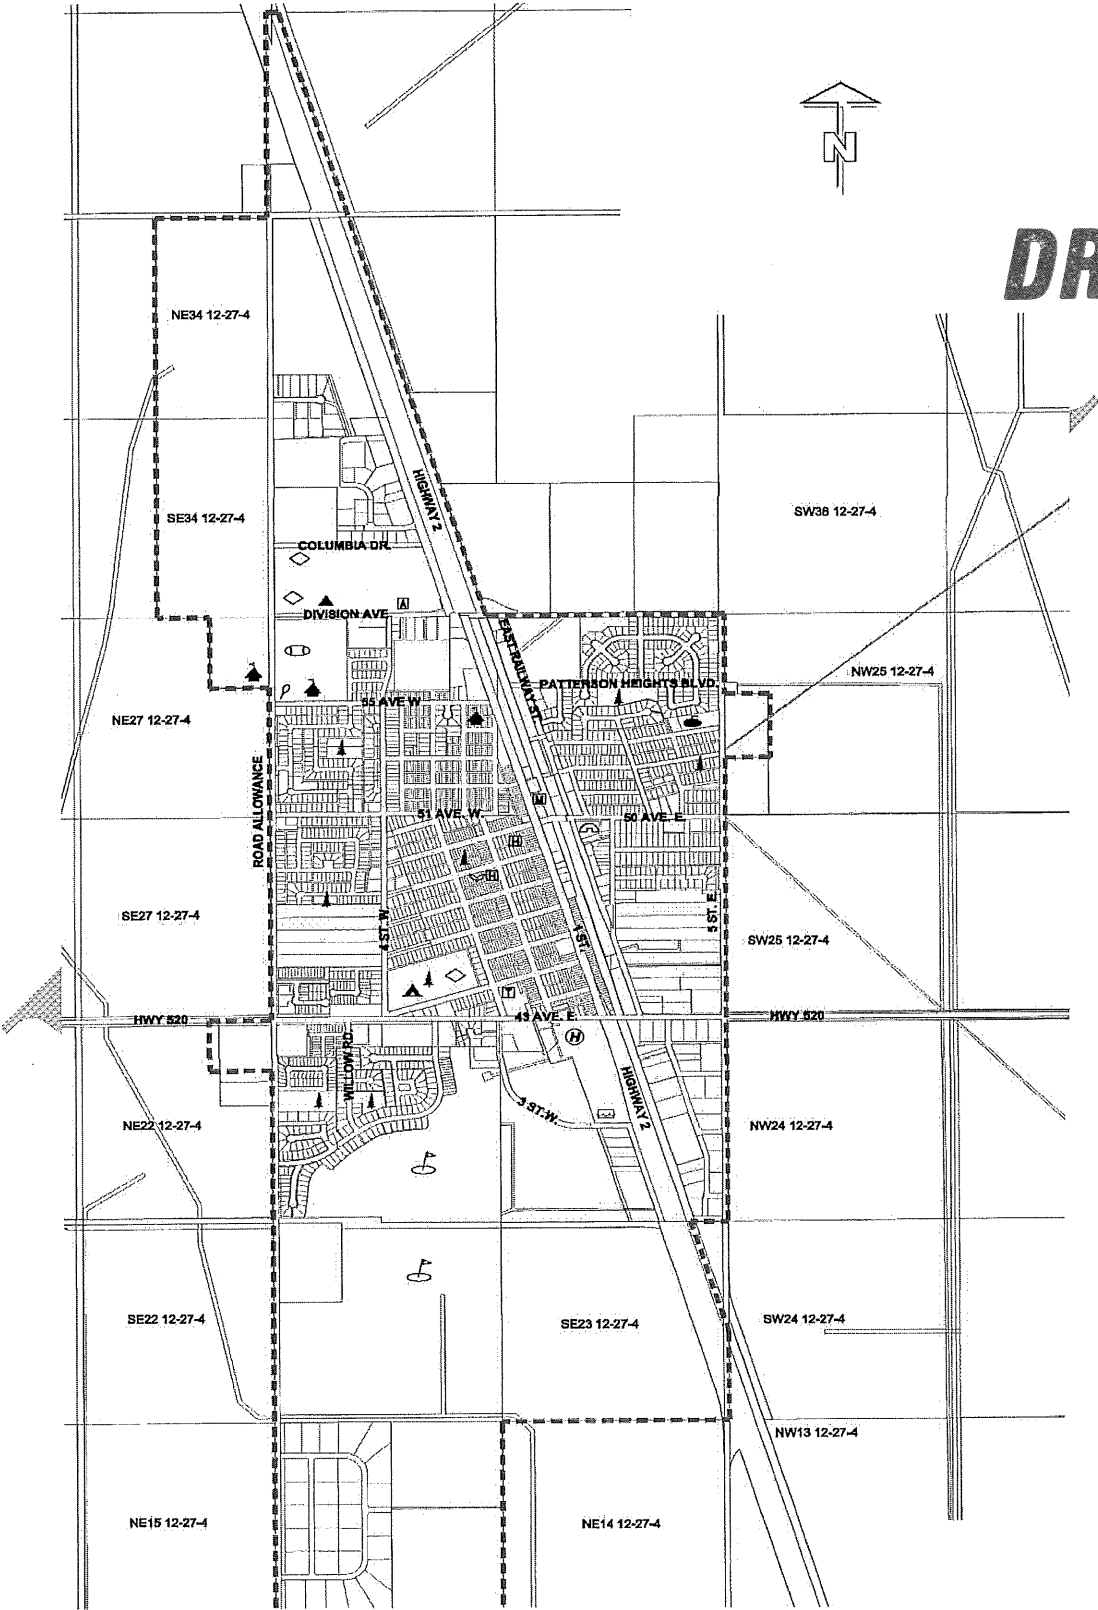 N
DR
NE34 12-27-4
HIGHWAY 2
SE34 12-27-4
SW36 12-27-4
COLUMBIA DR.
DIVISION AVE
A
EAST RAILWAY ST.
NW25 12-27-4
PATTERSON HEIGHTS BLVD.
55 AVE W
NE27 12-27-4
ROAD ALLOWANCE
M
51 AVE. W.
50 AVE. E.
H
H
SE27 12-27-4
4 ST. W.
1 ST.
5 ST. E.
SW25 12-27-4
T
HWY 520
43 AVE. E.
HWY 520
H
WILLOW RD.
HIGHWAY 2
3 ST. W.
NE22 12-27-4
NW24 12-27-4
SE22 12-27-4
SE23 12-27-4
SW24 12-27-4
NW13 12-27-4
NE15 12-27-4
NE14 12-27-4